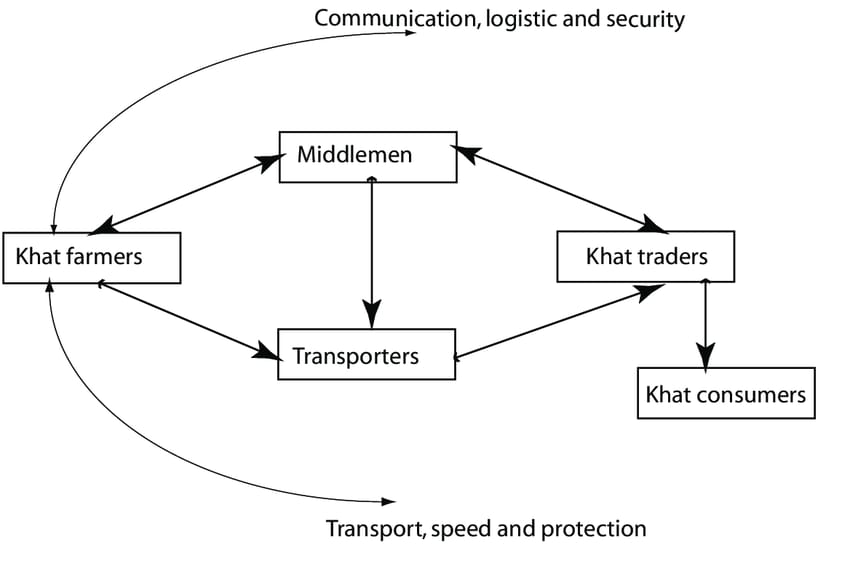 Communication, logistic and security
Middlemen
Khat farmers
Khat traders
Transporters
Khat consumers
Transport, speed and protection